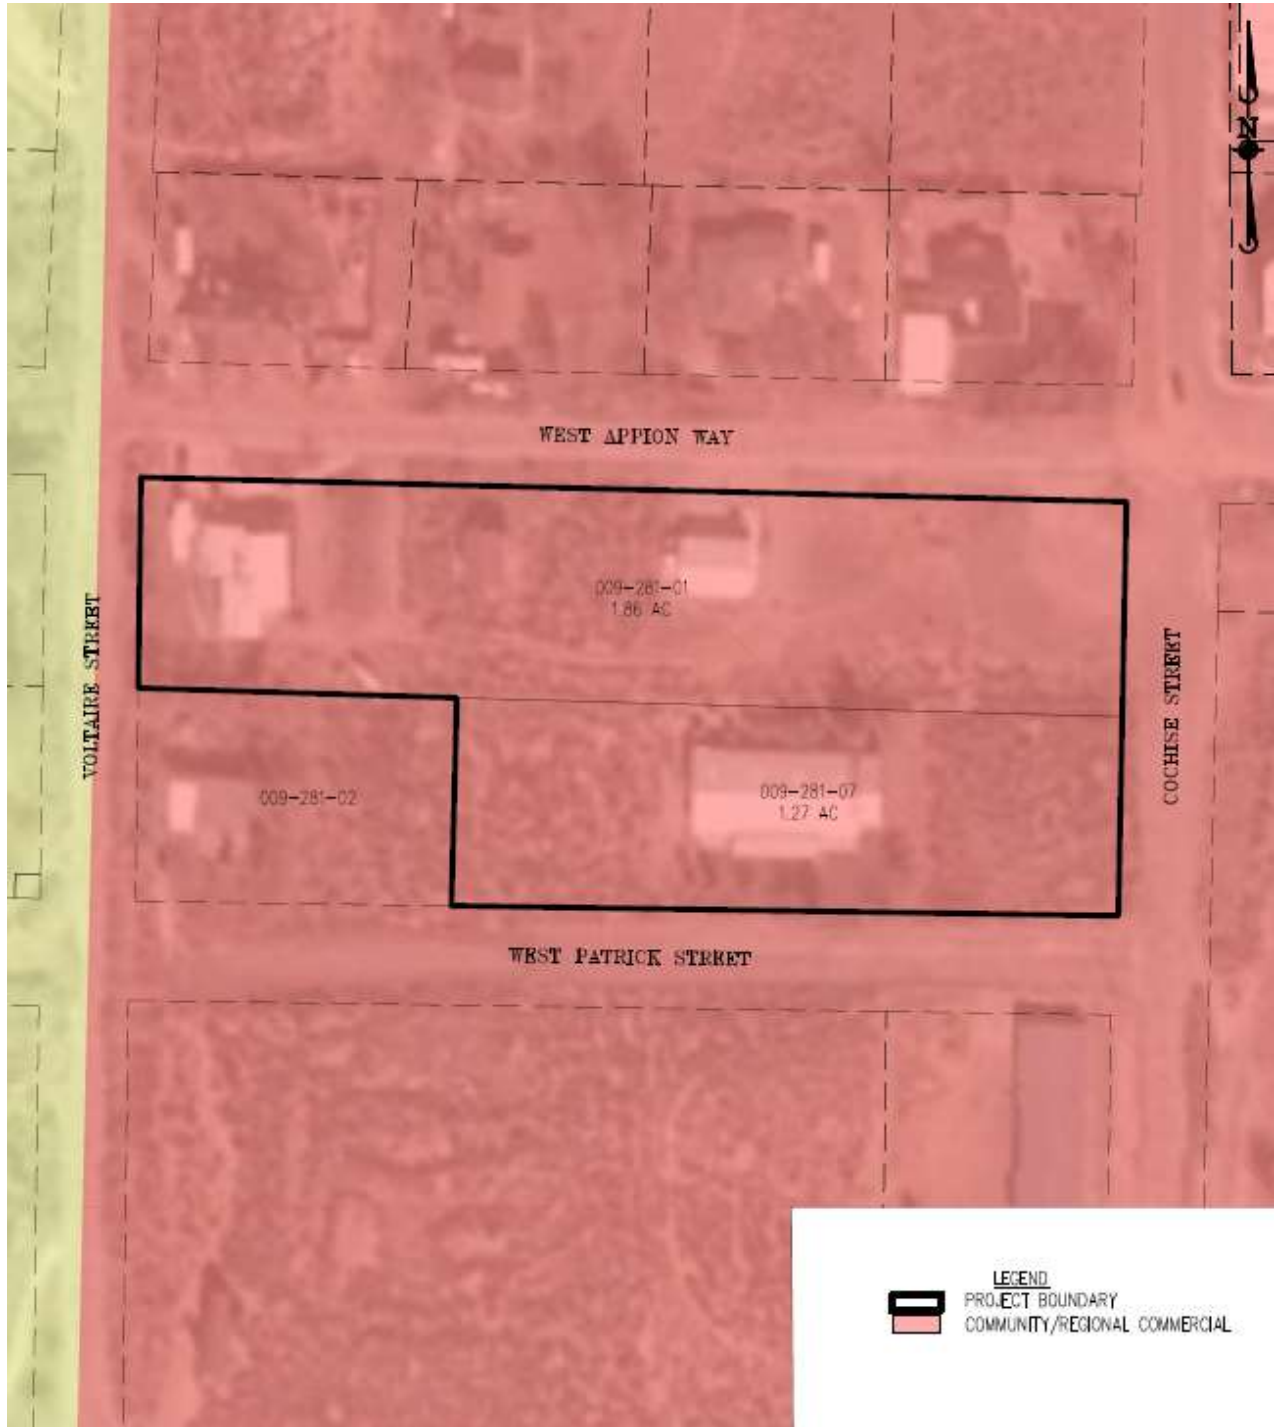 N
WEST APPION WAY
009-281-01
1.86 AC
VOLTAIRE STREET
COCHISE STREET
009-281-02
009-281-07
1.27 AC
WEST PATRICK STREET
LEGEND
PROJECT BOUNDARY
COMMUNITY/REGIONAL COMMERCIAL